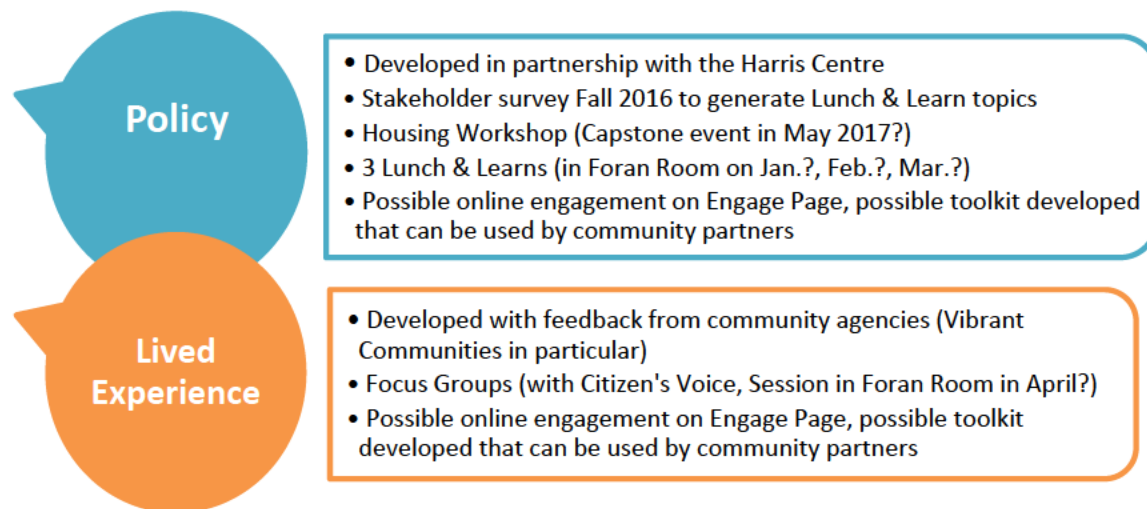 Policy
• Developed in partnership with the Harris Centre
• Stakeholder survey Fall 2016 to generate Lunch & Learn topics
• Housing Workshop (Capstone event in May 2017?)
• 3 Lunch & Learns (in Foran Room on Jan.?, Feb.?, Mar.?)
• Possible online engagement on Engage Page, possible toolkit developed
that can be used by community partners
Lived
Experience
• Developed with feedback from community agencies (Vibrant
Communities in particular)
• Focus Groups (with Citizen's Voice, Session in Foran Room in April?)
• Possible online engagement on Engage Page, possible toolkit
developed that can be used by community partners